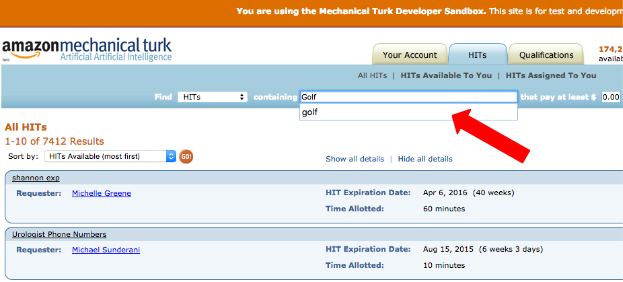 You are using the Mechanical Turk Developer Sandbox. This site is for test and developm
amazonmechanical turk
Artificial Artificial Intelligence
Your Account
HITs
Qualifications
174,2
availab
All HITs | HITs Available To You | HITs Assigned To You
Find HITs containing Golf that pay at least $ 0.00
golf
All HITs
1-10 of 7412 Results
Sort by: HITs Available (most first) GO! Show all details | Hide all details
shannon exp
Requester: Michelle Greene HIT Expiration Date: Apr 6, 2016 (40 weeks)
Time Allotted: 60 minutes
Urologist Phone Numbers
Requester: Michael Sunderani HIT Expiration Date: Aug 15, 2015 (6 weeks 3 days)
Time Allotted: 10 minutes